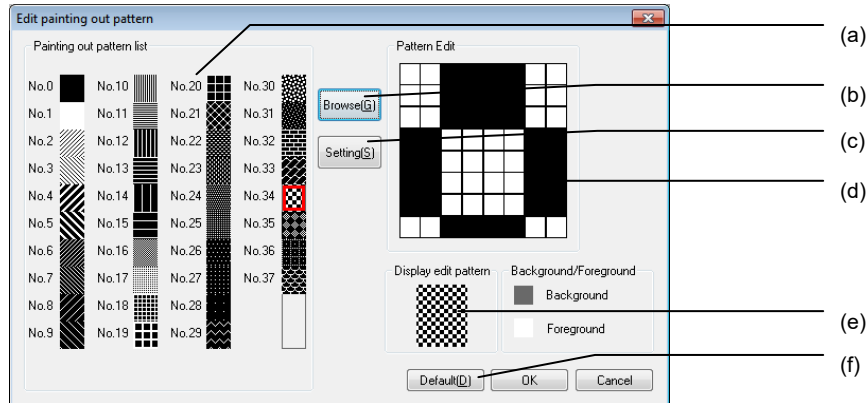 Edit painting out pattern
Painting out pattern list
No.0 No.10 No.20 No.30
No.1 No.11 No.21 No.31
No.2 No.12 No.22 No.32
No.3 No.13 No.23 No.33
No.4 No.14 No.24 No.34
No.5 No.15 No.25 No.35
No.6 No.16 No.26 No.36
No.7 No.17 No.27 No.37
No.8 No.18 No.28
No.9 No.19 No.29
Browse(G)
Setting(S)
Pattern Edit
Display edit pattern
Background/Foreground
Background
Foreground
Default(D) OK Cancel
(a)
(b)
(c)
(d)
(e)
(f)